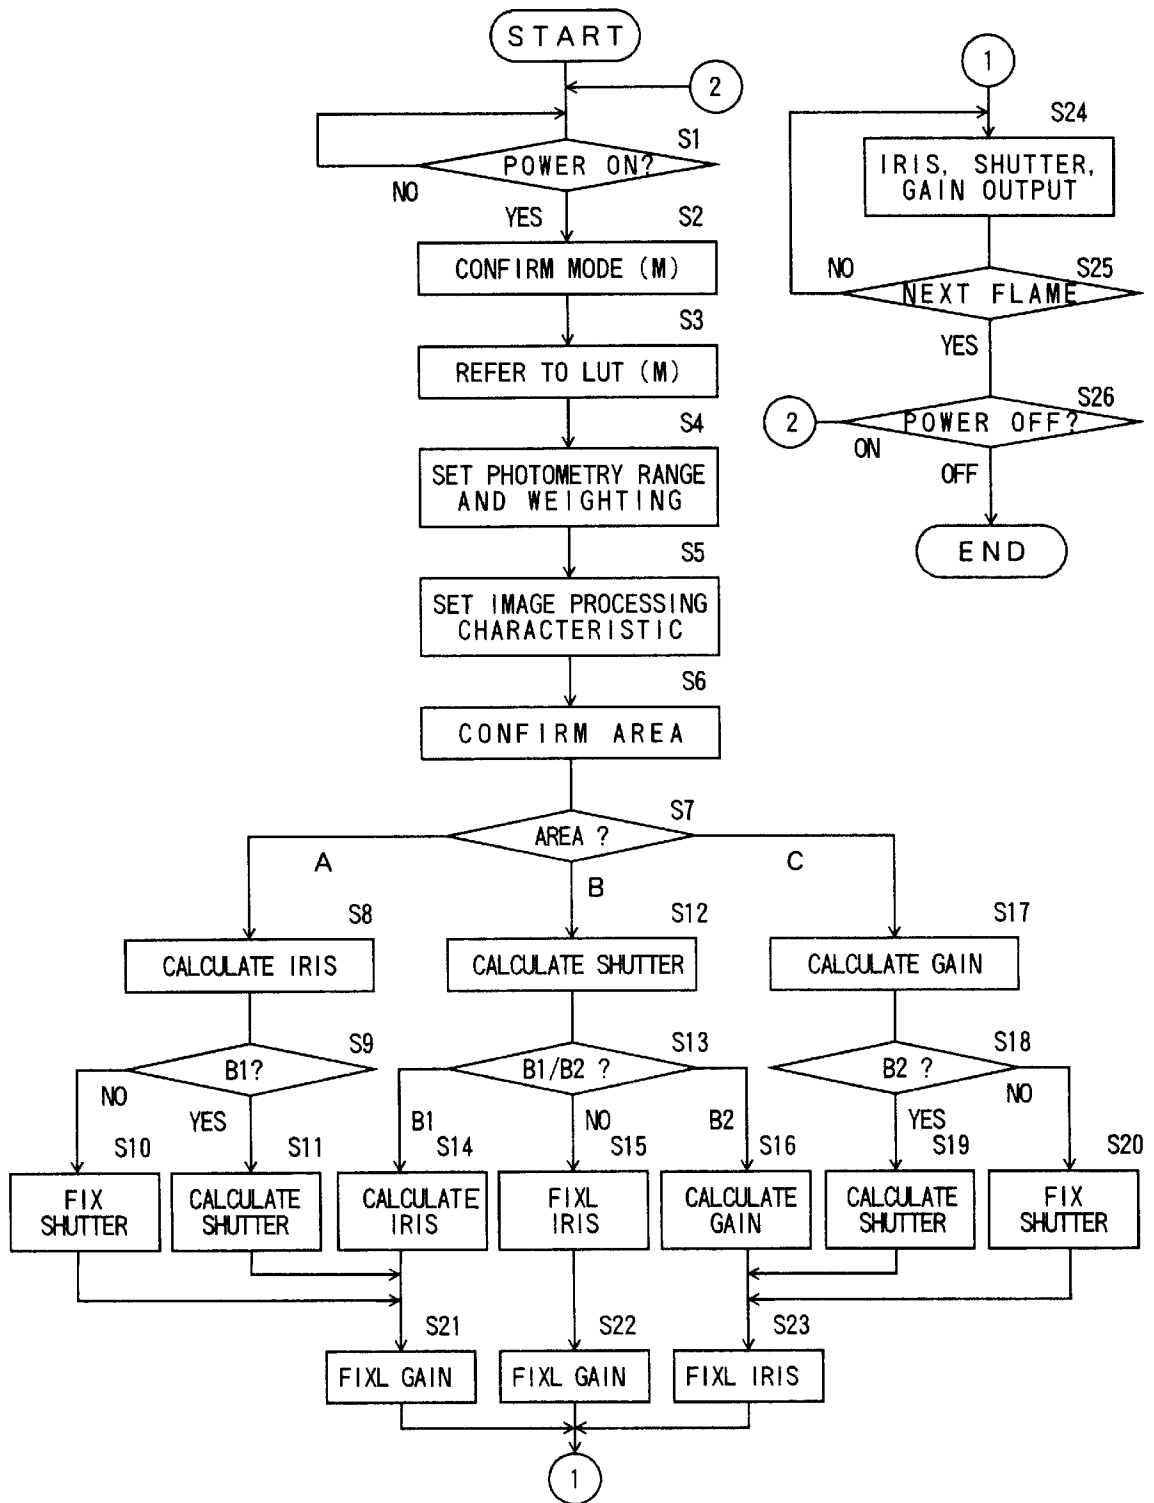 START
2
S1
POWER ON?
NO
YES
S2
CONFIRM MODE (M)
S3
REFER TO LUT (M)
S4
SET PHOTOMETRY RANGE
AND WEIGHTING
S5
SET IMAGE PROCESSING
CHARACTERISTIC
S6
CONFIRM AREA
S7
AREA ?
A
B
C
S8
CALCULATE IRIS
S12
CALCULATE SHUTTER
S17
CALCULATE GAIN
S9
B1?
NO
YES
S13
B1/B2 ?
B1
NO
B2
S18
B2 ?
YES
NO
S10
FIX
SHUTTER
S11
CALCULATE
SHUTTER
S14
CALCULATE
IRIS
S15
FIXL
IRIS
S16
CALCULATE
GAIN
S19
CALCULATE
SHUTTER
S20
FIX
SHUTTER
S21
FIXL GAIN
S22
FIXL GAIN
S23
FIXL IRIS
1
1
S24
IRIS, SHUTTER,
GAIN OUTPUT
S25
NEXT FLAME
NO
YES
S26
POWER OFF?
2
ON
OFF
END